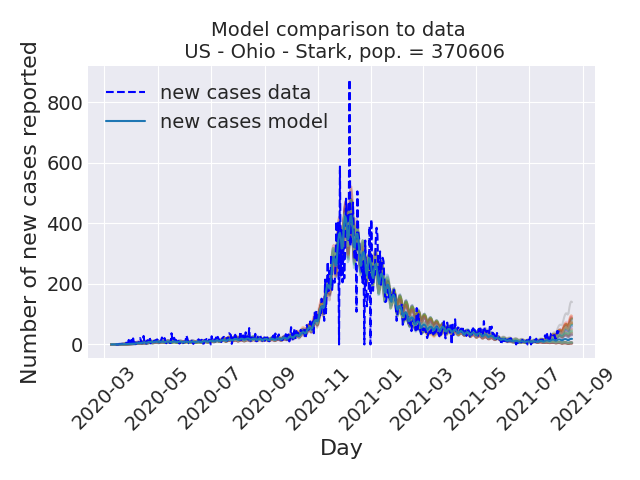 Model comparison to data
US - Ohio - Stark, pop. = 370606
Number of new cases reported
new cases data
new cases model
800
600
400
200
0
2020-03
2020-05
2020-07
2020-09
2020-11
2021-01
2021-03
2021-05
2021-07
2021-09
Day